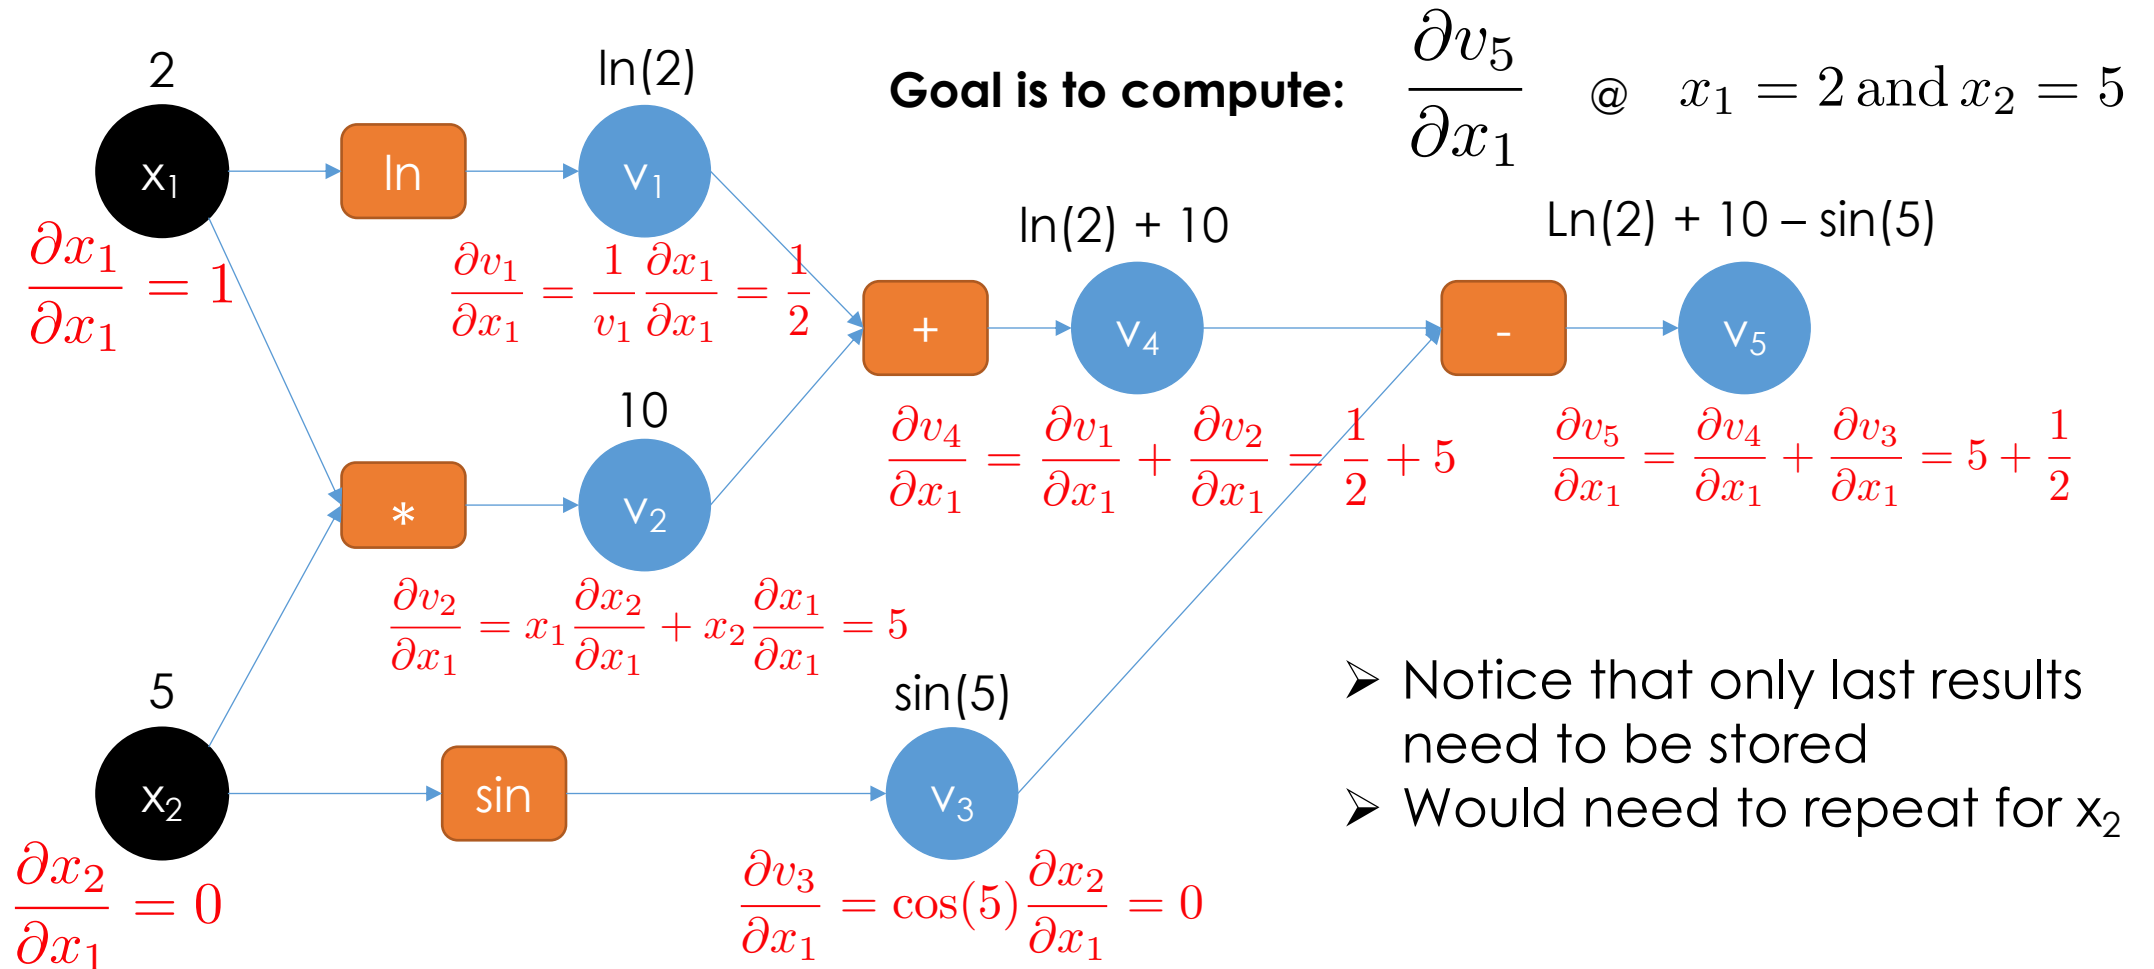 Goal is to compute: ∂v₅/∂x₁ @ x₁ = 2 and x₂ = 5
2
x₁
∂x₁/∂x₁ = 1
ln
ln(2)
v₁
∂v₁/∂x₁ = 1/v₁ ∂x₁/∂x₁ = 1/2
*
10
v₂
∂v₂/∂x₁ = x₁ ∂x₂/∂x₁ + x₂ ∂x₁/∂x₁ = 5
+
ln(2) + 10
v₄
∂v₄/∂x₁ = ∂v₁/∂x₁ + ∂v₂/∂x₁ = 1/2 + 5
-
Ln(2) + 10 – sin(5)
v₅
∂v₅/∂x₁ = ∂v₄/∂x₁ + ∂v₃/∂x₁ = 5 + 1/2
5
x₂
∂x₂/∂x₁ = 0
sin
sin(5)
v₃
∂v₃/∂x₁ = cos(5) ∂x₂/∂x₁ = 0
➢ Notice that only last results
need to be stored
➢ Would need to repeat for x₂